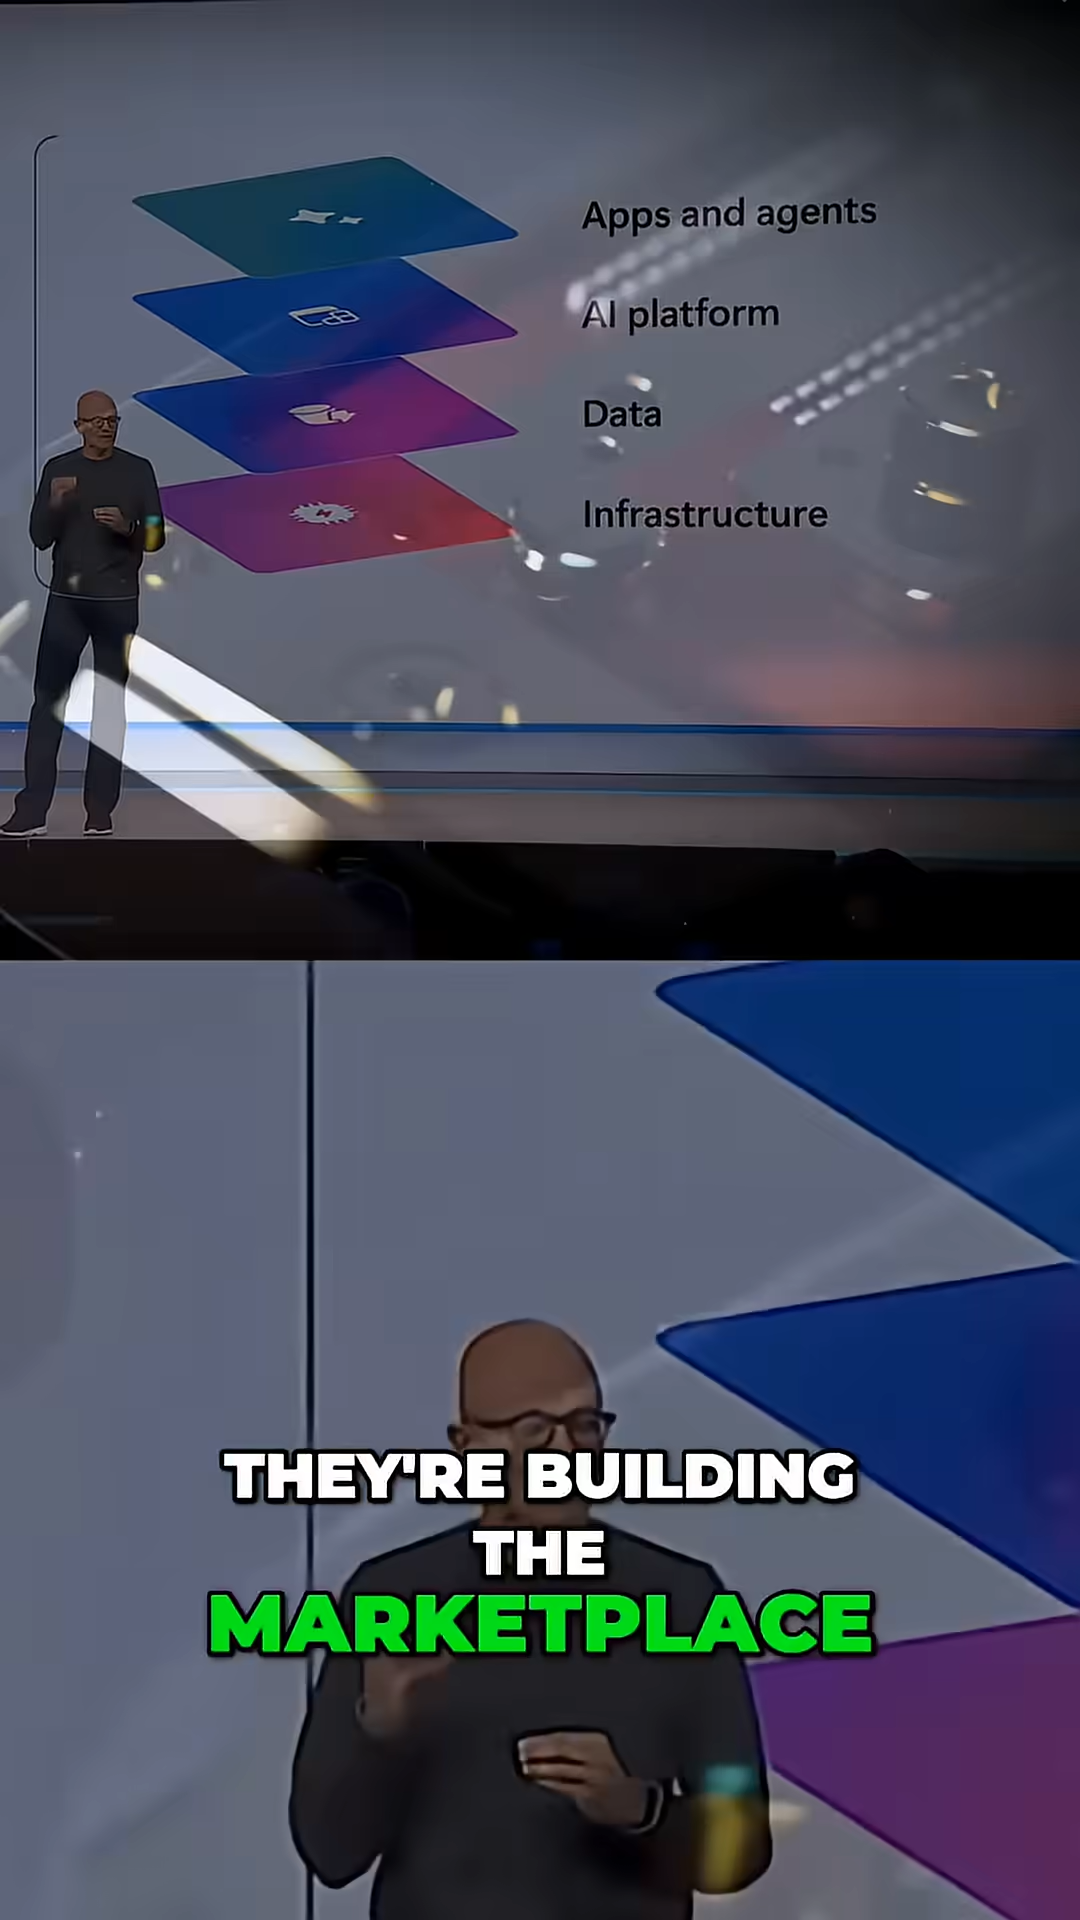 Apps and agents
AI platform
Data
Infrastructure
THEY'RE BUILDING
THE
MARKETPLACE